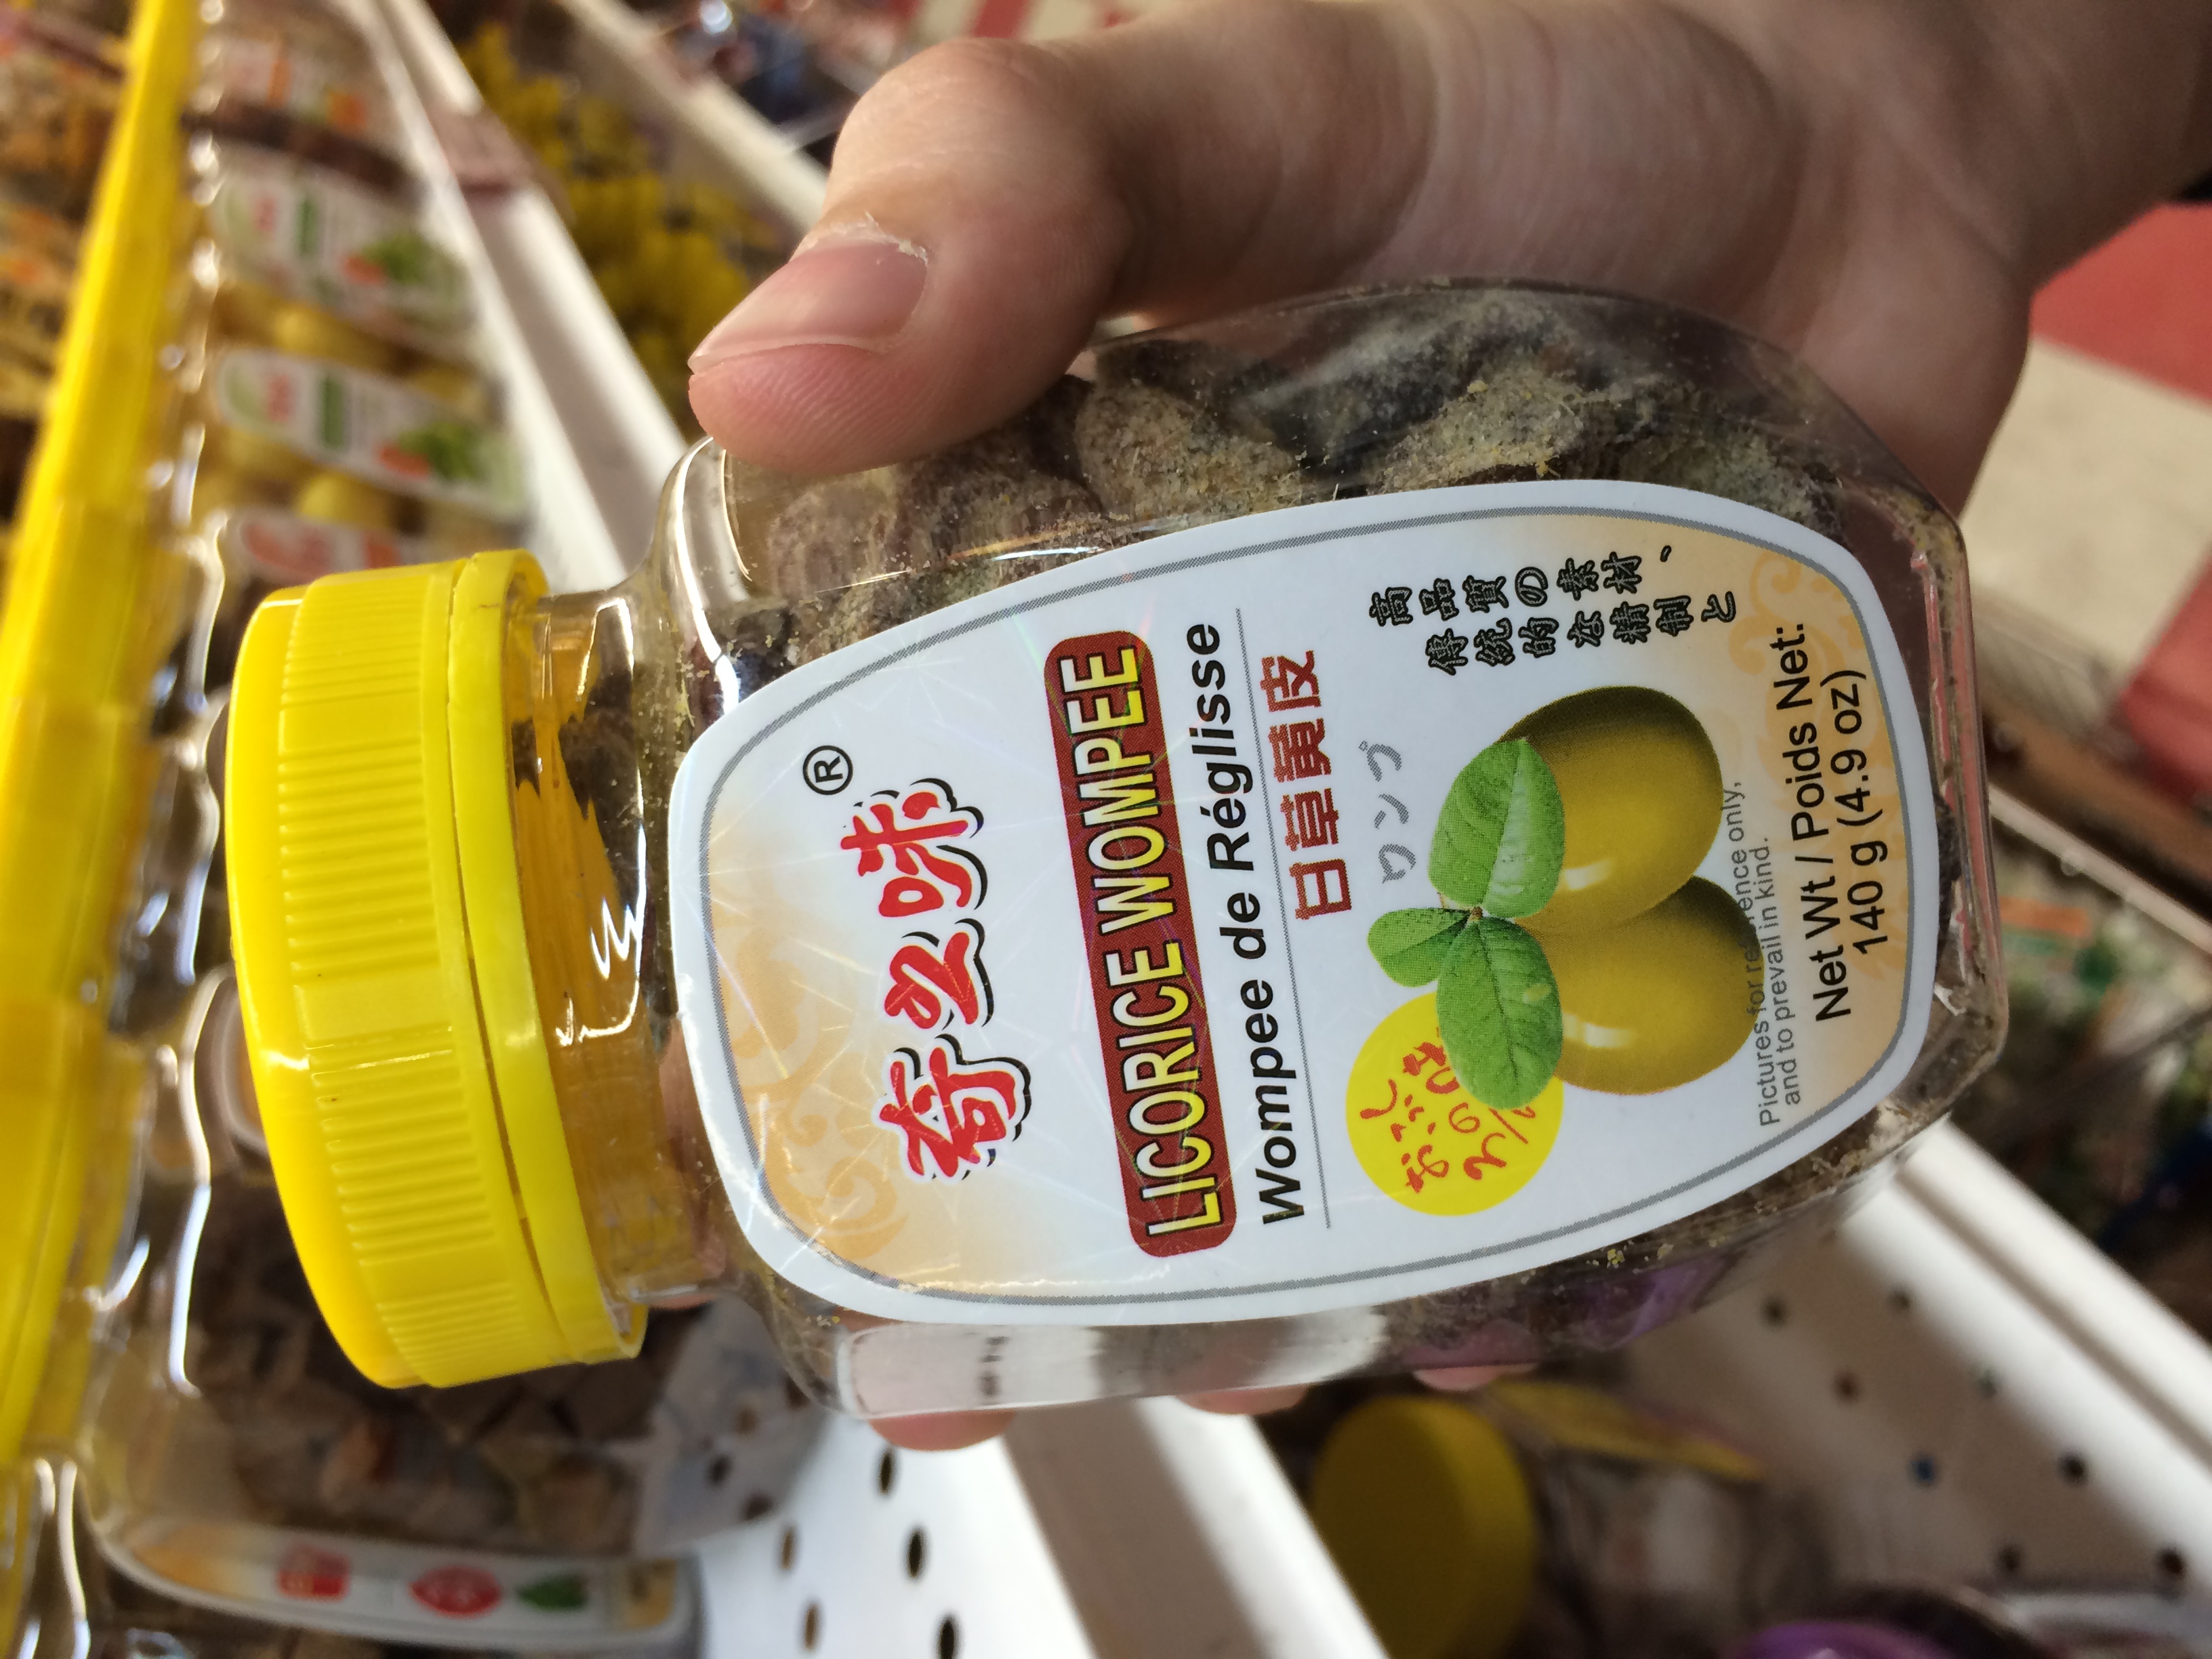 奇之味®
LICORICE WOMPEE
Wompee de Réglisse
甘草黄皮
ワンプ
おふし
ろの味
高品質の素材、
傳統的な精制と
Pictures for reference only,
and to prevail in kind.
Net Wt / Poids Net:
140 g (4.9 oz)